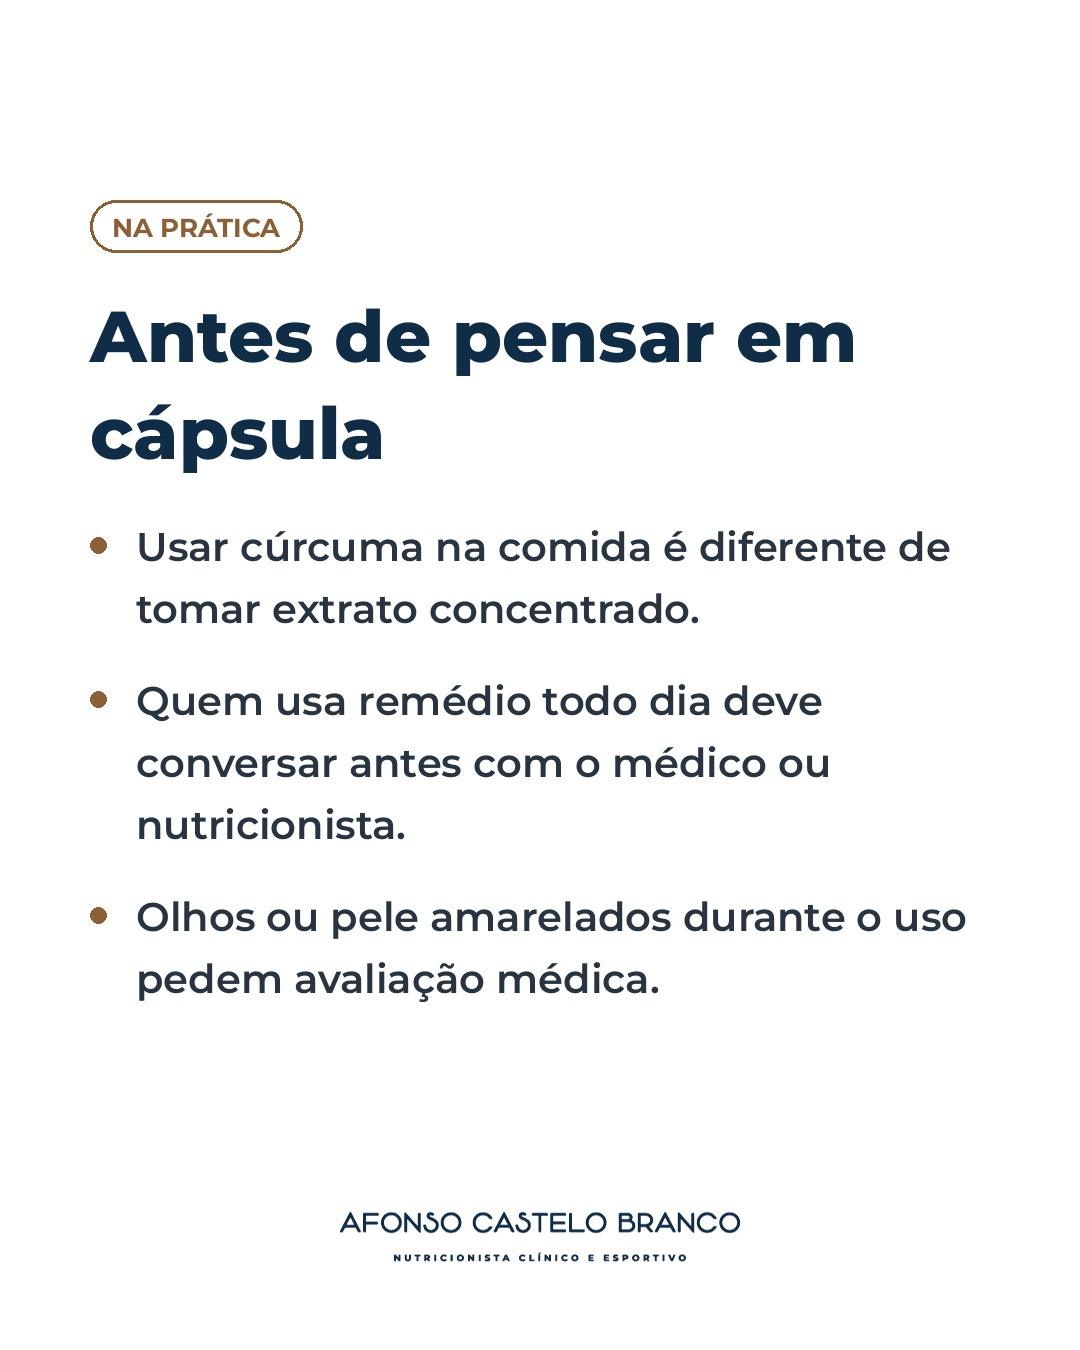 NA PRÁTICA
Antes de pensar em
cápsula
Usar cúrcuma na comida é diferente de
tomar extrato concentrado.
Quem usa remédio todo dia deve
conversar antes com o médico ou
nutricionista.
Olhos ou pele amarelados durante o uso
pedem avaliação médica.
AFONSO CASTELO BRANCO
NUTRICIONISTA CLÍNICO E ESPORTIVO